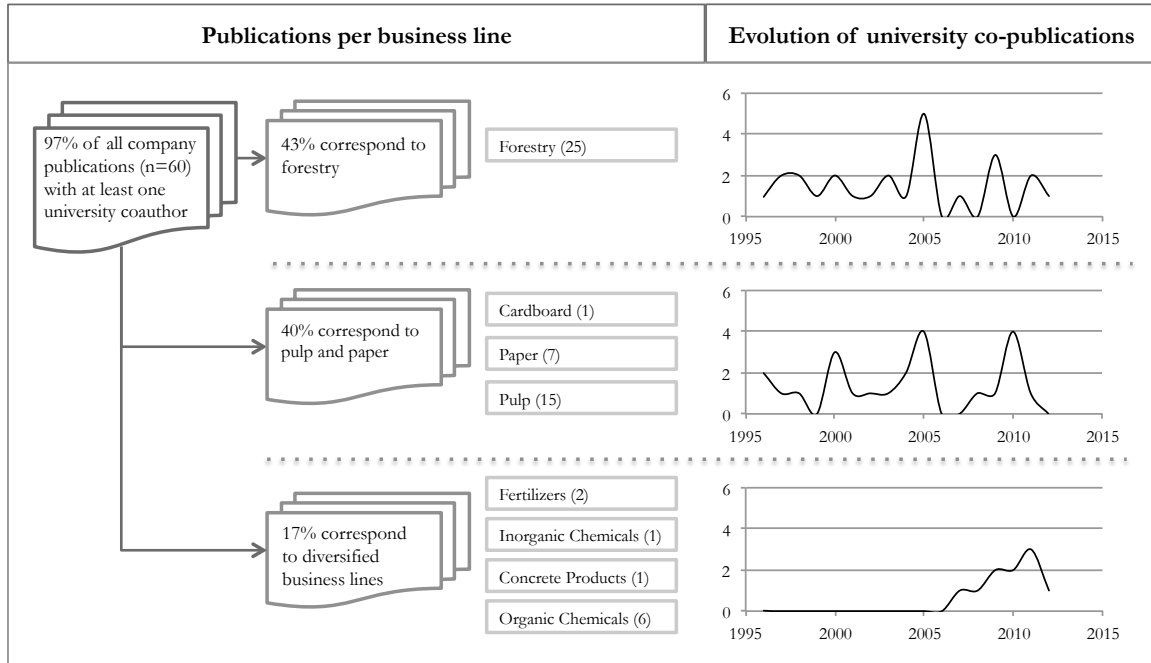 Publications per business line
Evolution of university co-publications
97% of all company
publications (n=60)
with at least one
university coauthor
43% correspond to
forestry
Forestry (25)
6
4
2
0
1995 2000 2005 2010 2015
40% correspond to
pulp and paper
Cardboard (1)
Paper (7)
Pulp (15)
6
4
2
0
1995 2000 2005 2010 2015
17% correspond
to diversified
business lines
Fertilizers (2)
Inorganic Chemicals (1)
Concrete Products (1)
Organic Chemicals (6)
6
4
2
0
1995 2000 2005 2010 2015